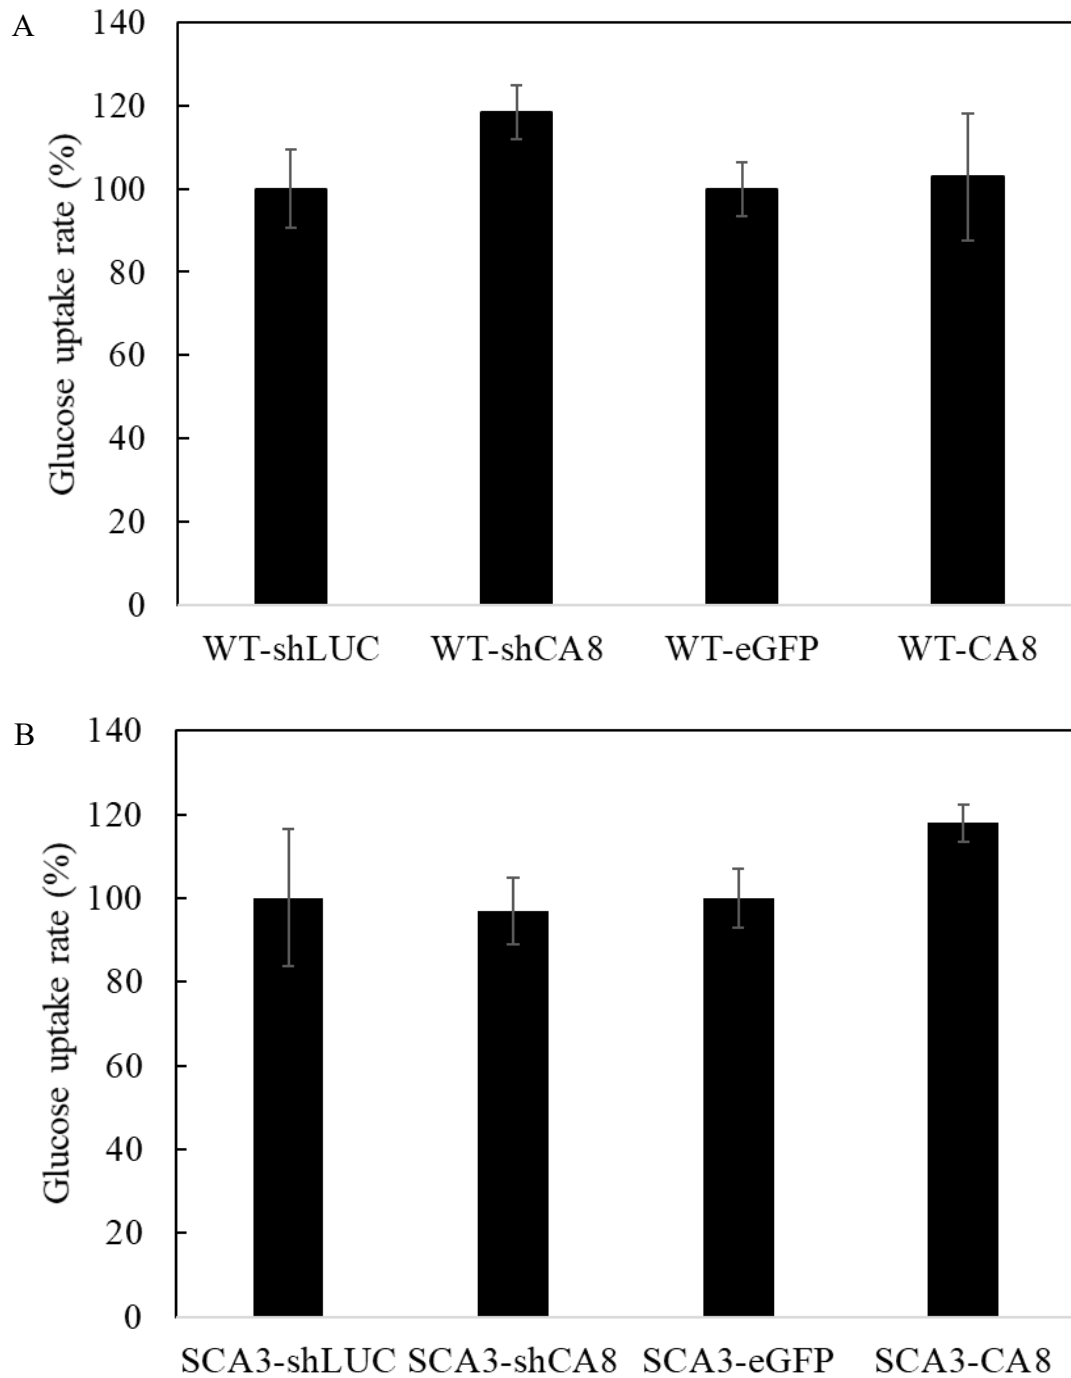 A
Glucose uptake rate (%)
140
120
100
80
60
40
20
0
WT-shLUC WT-shCA8 WT-eGFP WT-CA8
B
Glucose uptake rate (%)
140
120
100
80
60
40
20
0
SCA3-shLUC SCA3-shCA8 SCA3-eGFP SCA3-CA8